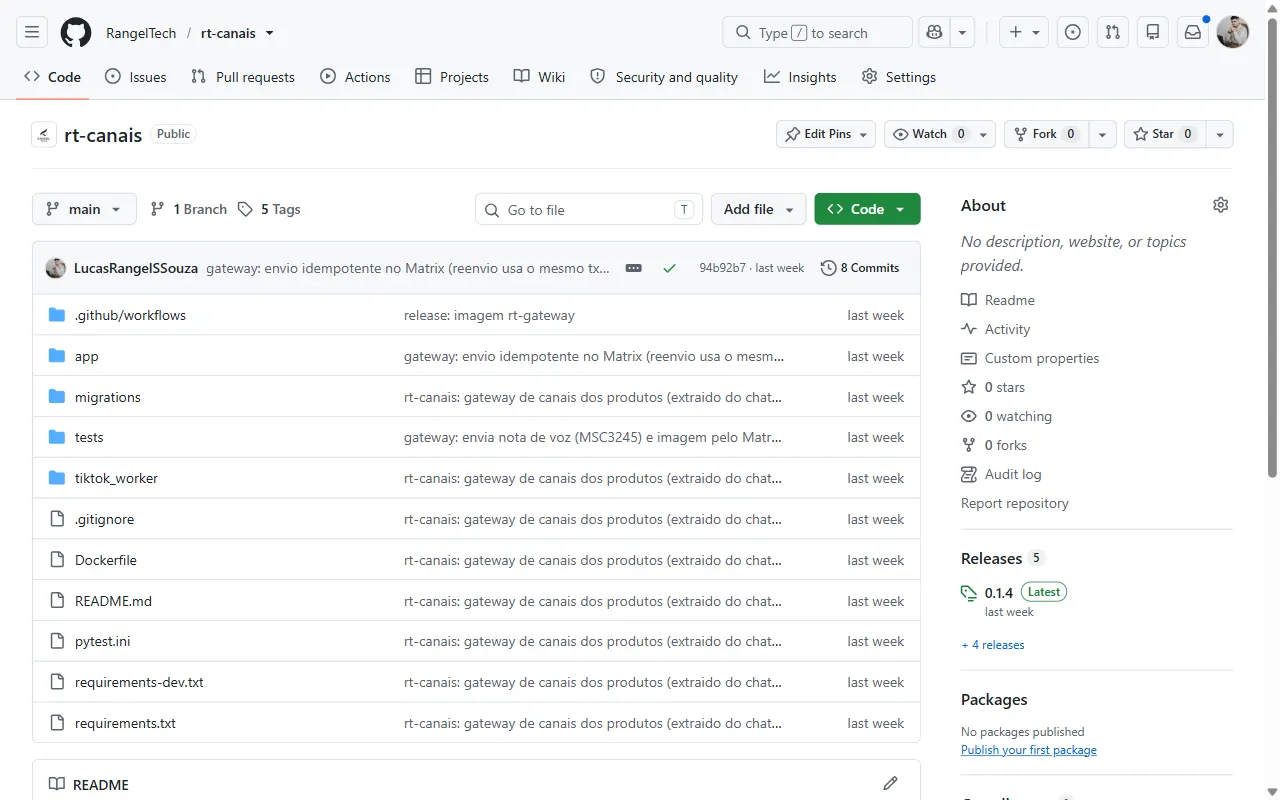 RangelTech / rt-canais
Type / to search
Code
Issues
Pull requests
Actions
Projects
Wiki
Security and quality
Insights
Settings
rt-canais Public
Edit Pins
Watch 0
Fork 0
Star 0
main
1 Branch
5 Tags
Go to file T
Add file
Code
LucasRangelSSouza gateway: envio idempotente no Matrix (reenvio usa o mesmo tx... 94b92b7 · last week 8 Commits
.github/workflows release: imagem rt-gateway last week
app gateway: envio idempotente no Matrix (reenvio usa o mesm... last week
migrations rt-canais: gateway de canais dos produtos (extraido do chat... last week
tests gateway: envia nota de voz (MSC3245) e imagem pelo Matr... last week
tiktok_worker rt-canais: gateway de canais dos produtos (extraido do chat... last week
.gitignore rt-canais: gateway de canais dos produtos (extraido do chat... last week
Dockerfile rt-canais: gateway de canais dos produtos (extraido do chat... last week
README.md rt-canais: gateway de canais dos produtos (extraido do chat... last week
pytest.ini rt-canais: gateway de canais dos produtos (extraido do chat... last week
requirements-dev.txt rt-canais: gateway de canais dos produtos (extraido do chat... last week
requirements.txt rt-canais: gateway de canais dos produtos (extraido do chat... last week
README
About
No description, website, or topics
provided.
Readme
Activity
Custom properties
0 stars
0 watching
0 forks
Audit log
Report repository
Releases 5
0.1.4 Latest
last week
+ 4 releases
Packages
No packages published
Publish your first package